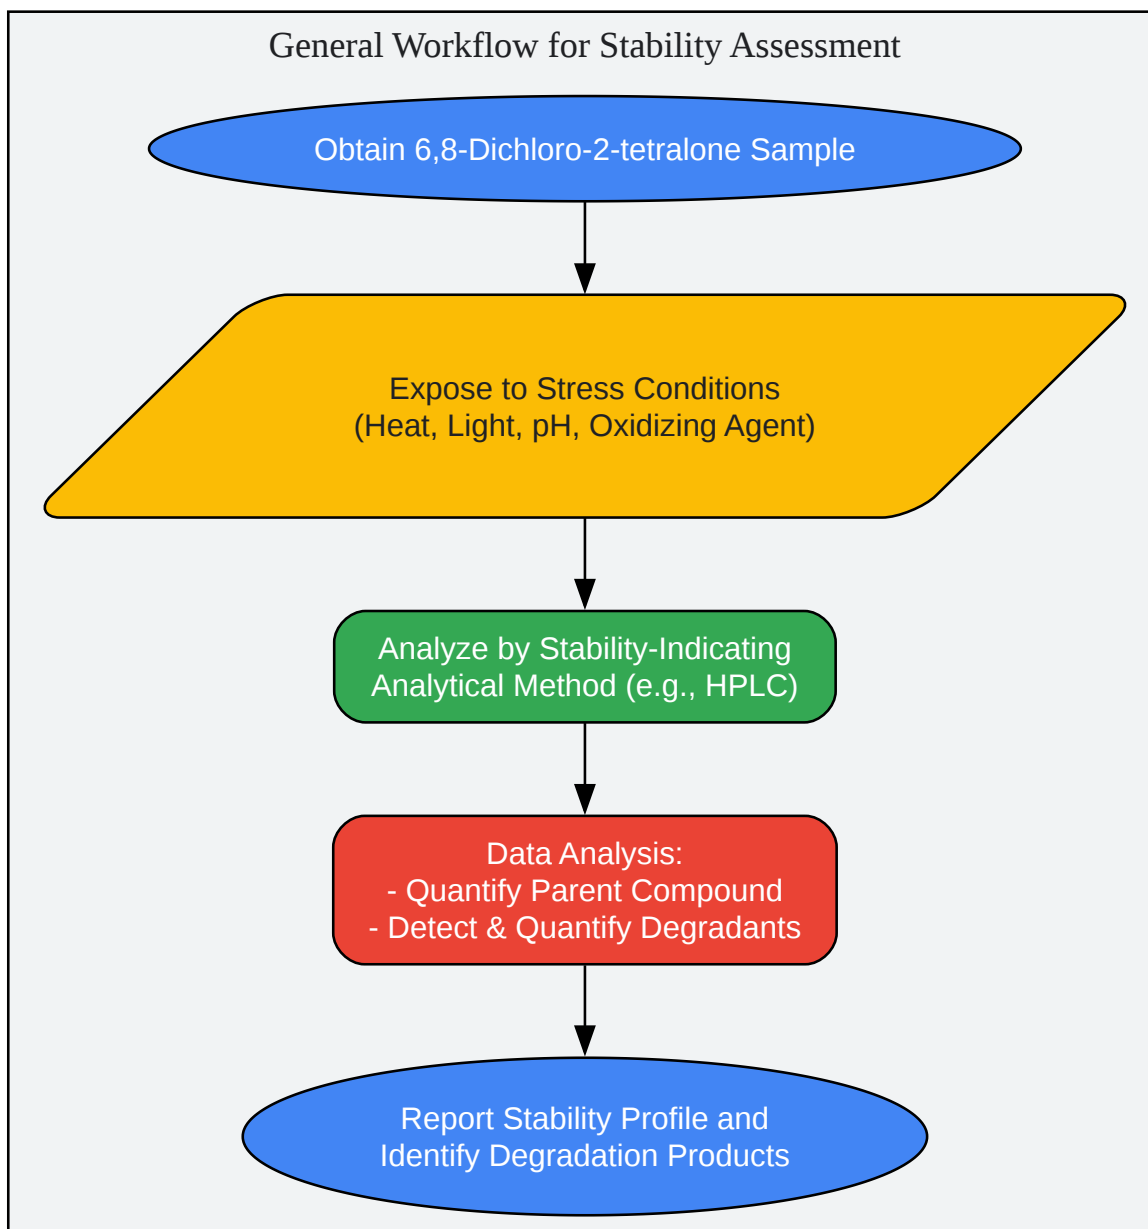 General Workflow for Stability Assessment
Obtain 6,8-Dichloro-2-tetralone Sample
Expose to Stress Conditions
(Heat, Light, pH, Oxidizing Agent)
Analyze by Stability-Indicating
Analytical Method (e.g., HPLC)
Data Analysis:
- Quantify Parent Compound
- Detect & Quantify Degradants
Report Stability Profile and
Identify Degradation Products